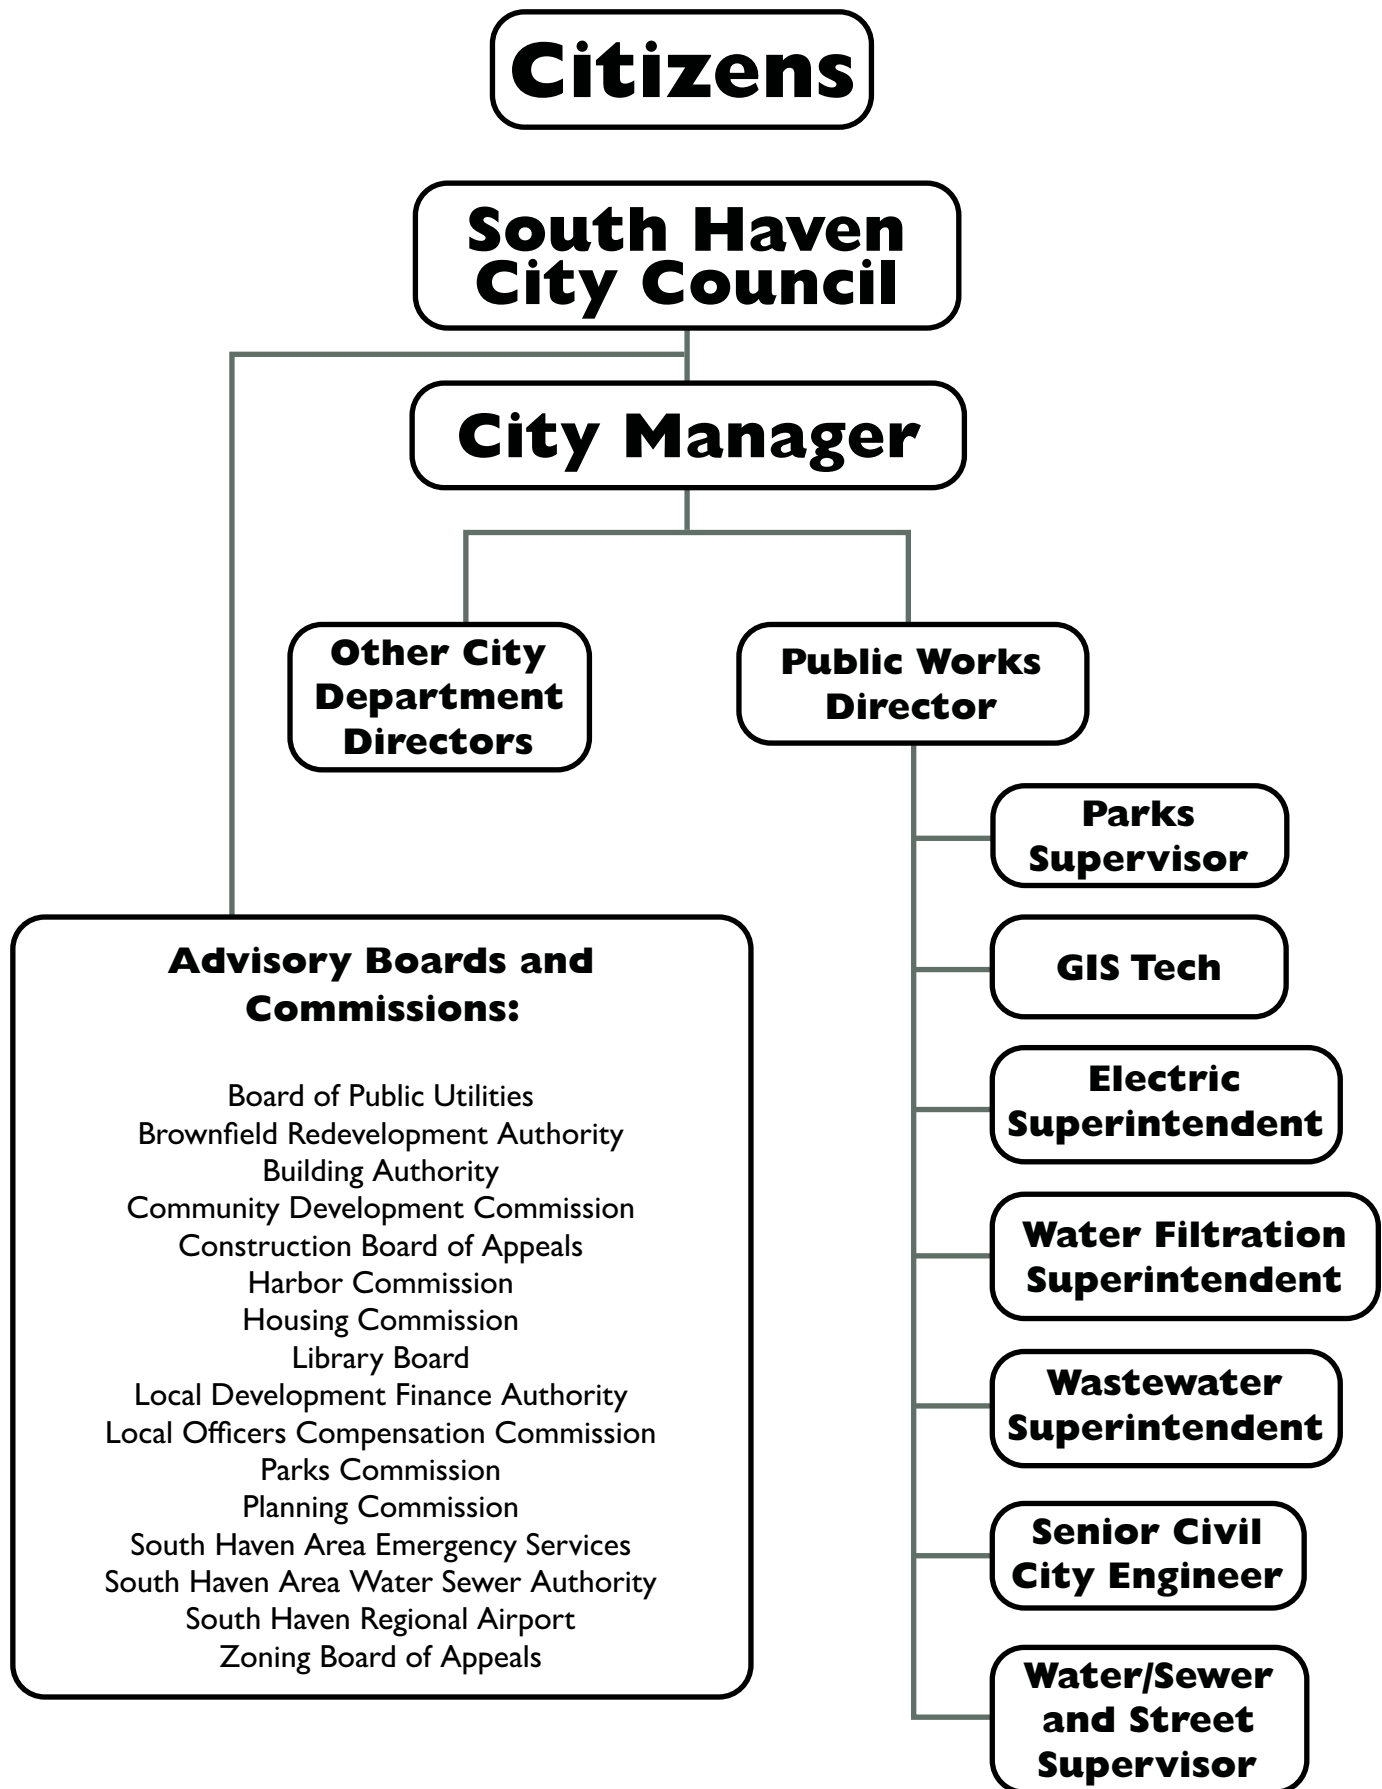 Citizens
South Haven
City Council
City Manager
Other City
Department
Directors
Public Works
Director
Parks
Supervisor
GIS Tech
Electric
Superintendent
Water Filtration
Superintendent
Wastewater
Superintendent
Senior Civil
City Engineer
Water/Sewer
and Street
Supervisor
Advisory Boards and
Commissions:
Board of Public Utilities
Brownfield Redevelopment Authority
Building Authority
Community Development Commission
Construction Board of Appeals
Harbor Commission
Housing Commission
Library Board
Local Development Finance Authority
Local Officers Compensation Commission
Parks Commission
Planning Commission
South Haven Area Emergency Services
South Haven Area Water Sewer Authority
South Haven Regional Airport
Zoning Board of Appeals